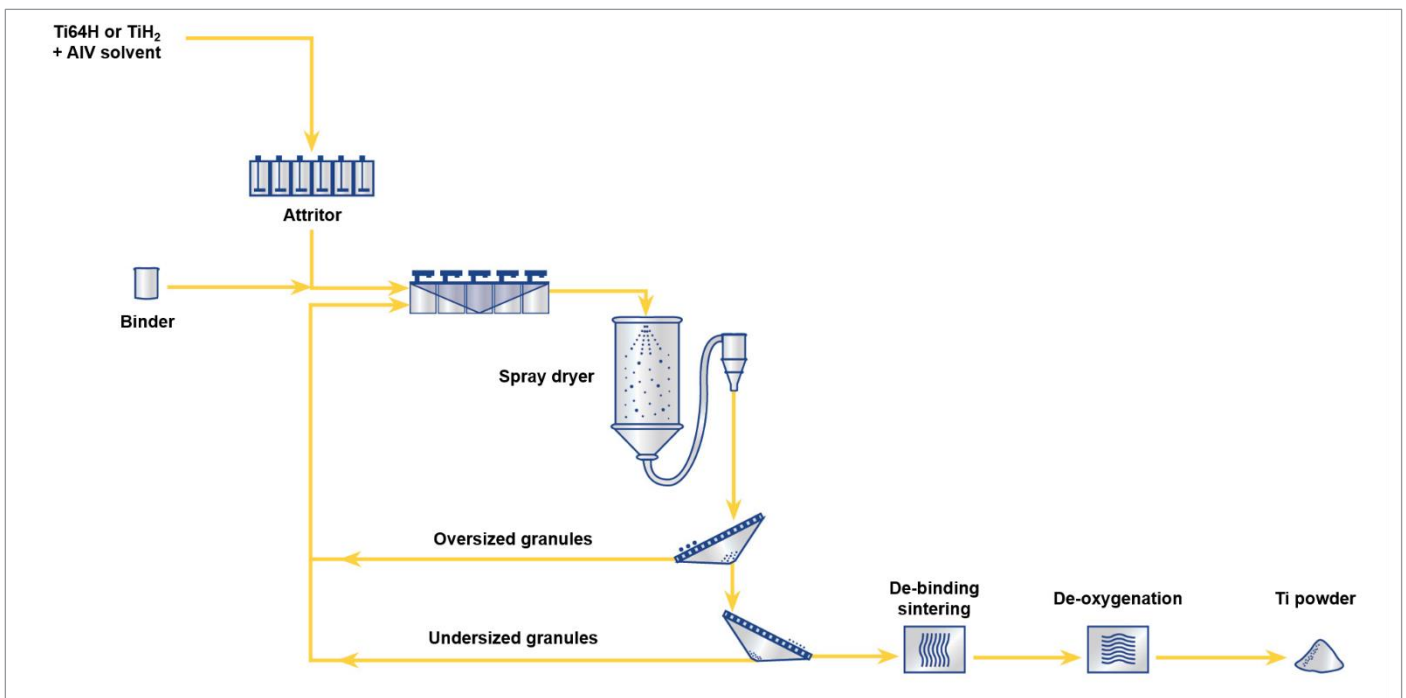 Ti64H or TiH₂
+ AlV solvent
Attritor
Binder
Spray dryer
Oversized granules
Undersized granules
De-binding
sintering
De-oxygenation
Ti powder